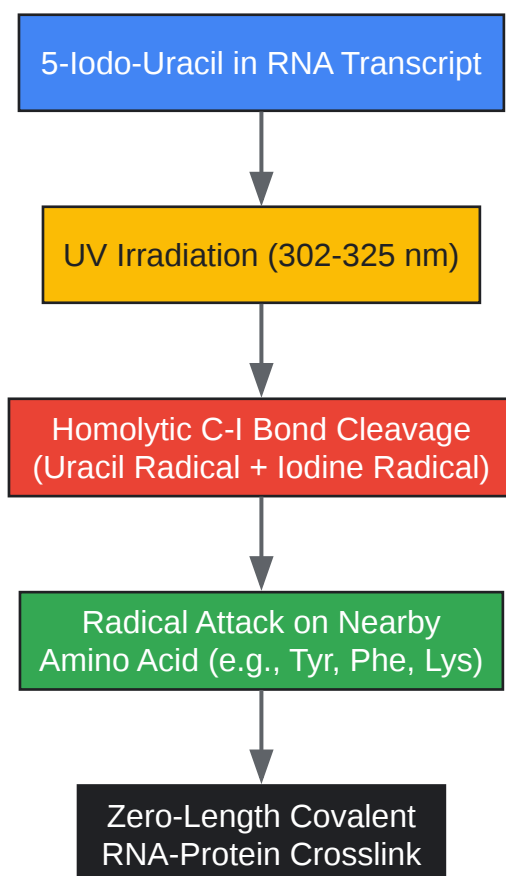 5-Iodo-Uracil in RNA Transcript
UV Irradiation (302-325 nm)
Homolytic C-I Bond Cleavage
(Uracil Radical + Iodine Radical)
Radical Attack on Nearby
Amino Acid (e.g., Tyr, Phe, Lys)
Zero-Length Covalent
RNA-Protein Crosslink